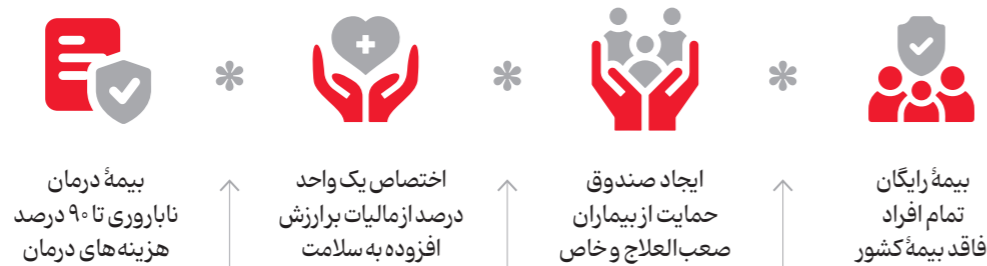 بیمهٔ رایگان
تمام افراد
فاقد بیمهٔ کشور
ایجاد صندوق
حمایت از بیماران
صعب‌العلاج و خاص
اختصاص یک واحد
درصد از مالیات بر ارزش
افزوده به سلامت
بیمهٔ درمان
ناباروری تا ۹۰ درصد
هزینه‌های درمان